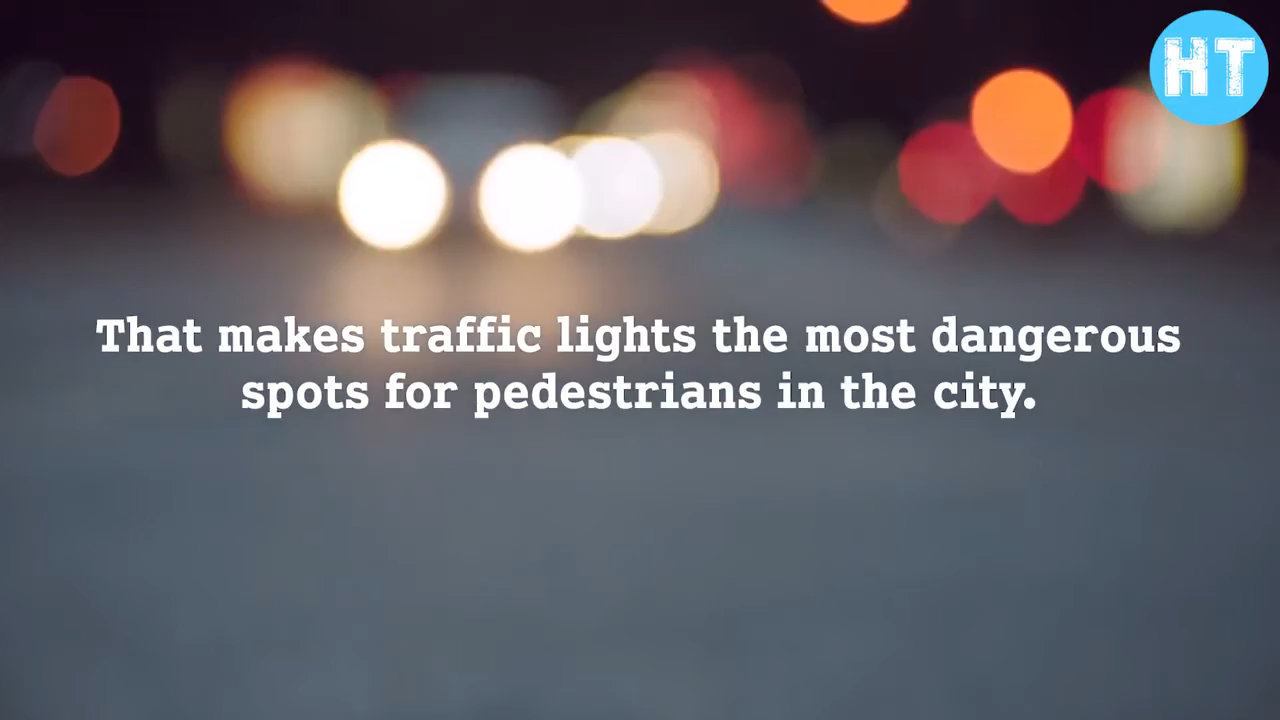 HT
That makes traffic lights the most dangerous
spots for pedestrians in the city.